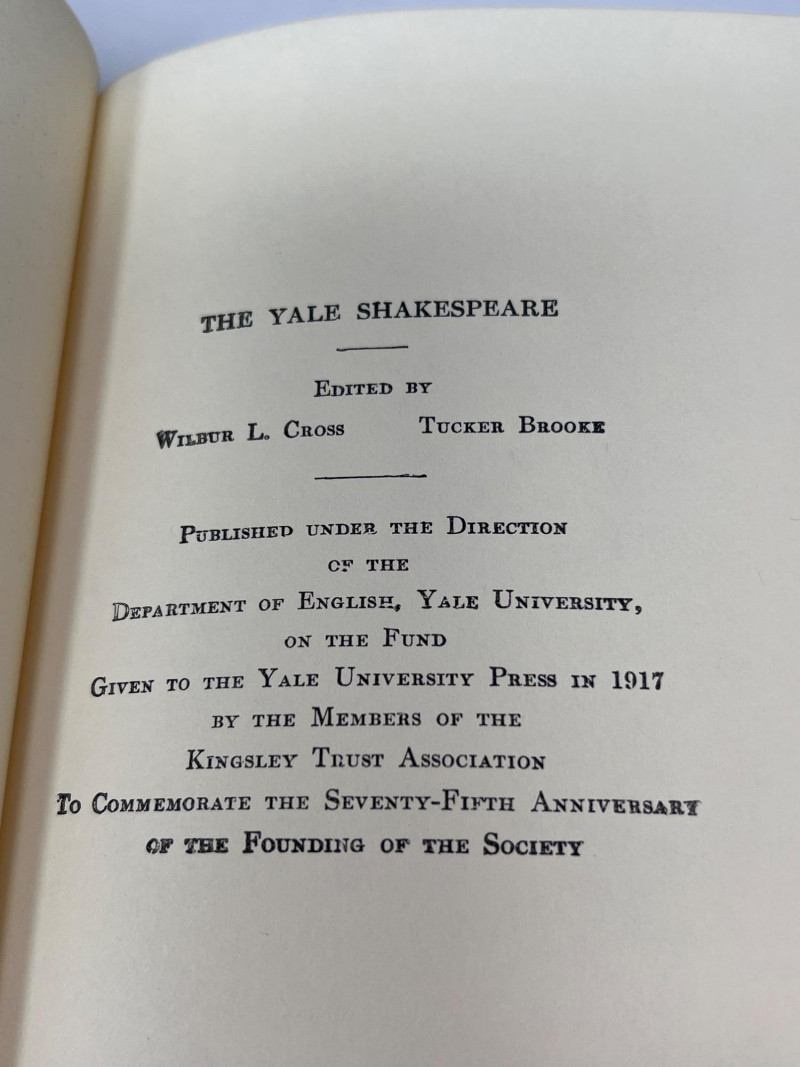 THE YALE SHAKESPEARE
EDITED BY
WILBUR L. CROSS TUCKER BROOKE
PUBLISHED UNDER THE DIRECTION
OF THE
DEPARTMENT OF ENGLISH, YALE UNIVERSITY,
ON THE FUND
GIVEN TO THE YALE UNIVERSITY PRESS IN 1917
BY THE MEMBERS OF THE
KINGSLEY TRUST ASSOCIATION
TO COMMEMORATE THE SEVENTY-FIFTH ANNIVERSARY
OF THE FOUNDING OF THE SOCIETY